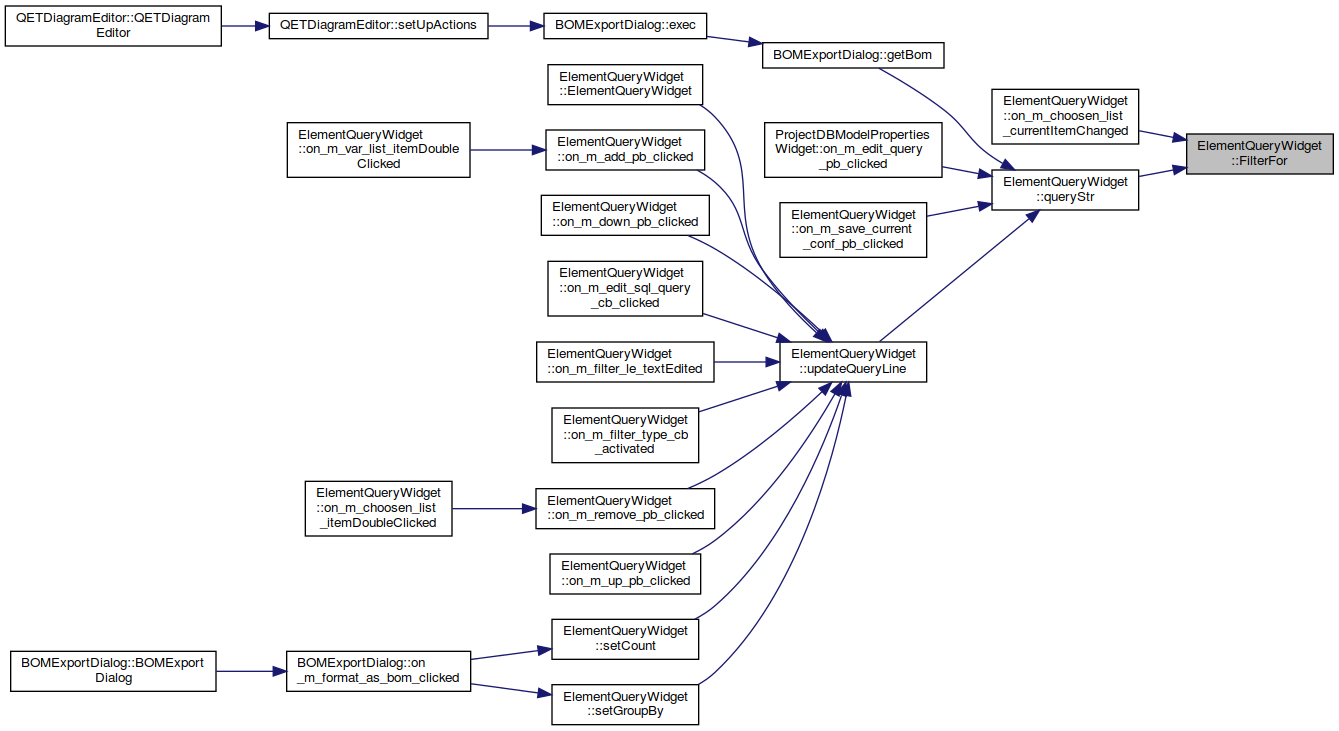 QETDiagramEditor::QETDiagram
Editor
QETDiagramEditor::setUpActions
BOMExportDialog::exec
BOMExportDialog::getBom
ElementQueryWidget
::ElementQueryWidget
ElementQueryWidget
::on_m_choosen_list
_currentItemChanged
ElementQueryWidget
::on_m_var_list_itemDouble
Clicked
ElementQueryWidget
::on_m_add_pb_clicked
ProjectDBModelProperties
Widget::on_m_edit_query
_pb_clicked
ElementQueryWidget
::FilterFor
ElementQueryWidget
::queryStr
ElementQueryWidget
::on_m_down_pb_clicked
ElementQueryWidget
::on_m_save_current
_conf_pb_clicked
ElementQueryWidget
::on_m_edit_sql_query
_cb_clicked
ElementQueryWidget
::on_m_filter_le_textEdited
ElementQueryWidget
::updateQueryLine
ElementQueryWidget
::on_m_filter_type_cb
_activated
ElementQueryWidget
::on_m_choosen_list
_itemDoubleClicked
ElementQueryWidget
::on_m_remove_pb_clicked
ElementQueryWidget
::on_m_up_pb_clicked
ElementQueryWidget
::setCount
BOMExportDialog::BOMExport
Dialog
BOMExportDialog::on
_m_format_as_bom_clicked
ElementQueryWidget
::setGroupBy